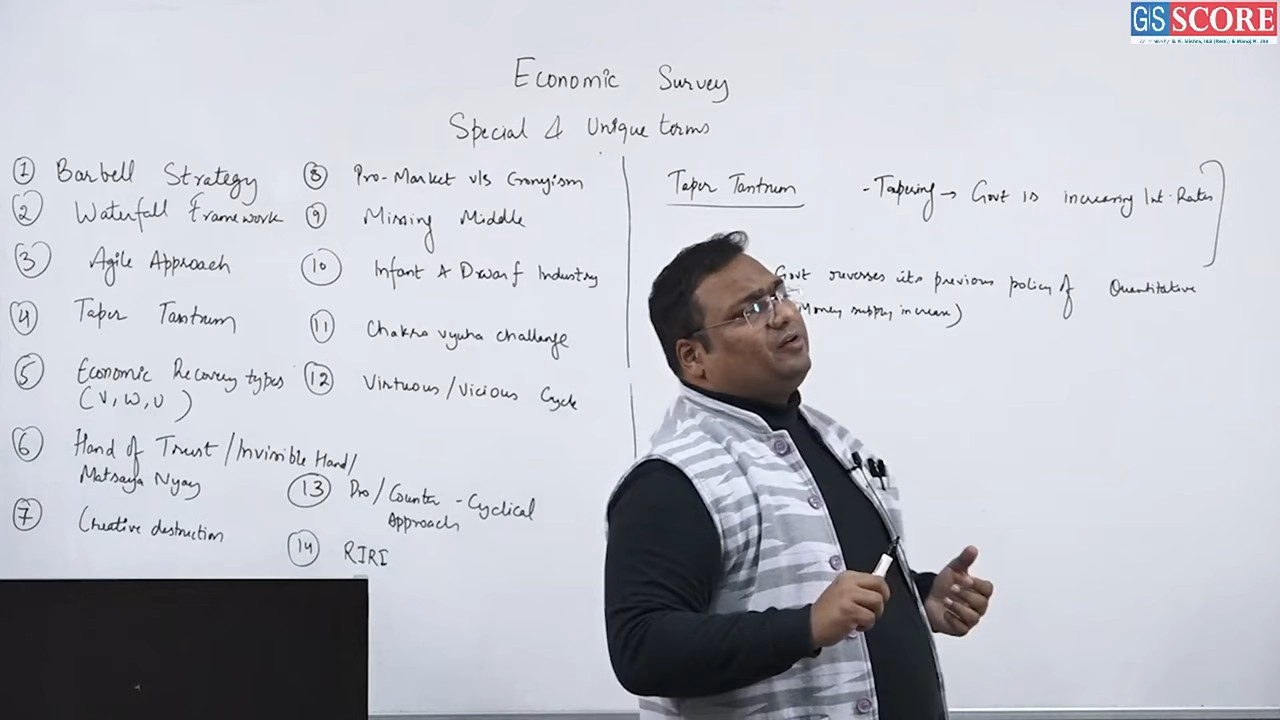 GS SCORE
Economic Survey
Special & Unique terms
① Barbell Strategy
② Waterfall Framework
③ Agile Approach
④ Taper Tantrum
⑤ Economic Recovery types
(V, W, U)
⑥ Hand of Trust / Invisible Hand /
Matsaya Nyay
⑦ Creative destruction
⑧ Pro-Market v/s Cronyism
⑨ Missing Middle
⑩ Infant & Dwarf Industry
⑪ Chakra vyuha challenge
⑫ Virtuous / Vicious Cycle
⑬ Pro / Counter - Cyclical
Approach
⑭ RIRI
Taper Tantrum
- Tapering → Govt is increasing Int. Rates
Govt reverses its previous policy of Quantitative
Money supply increase)